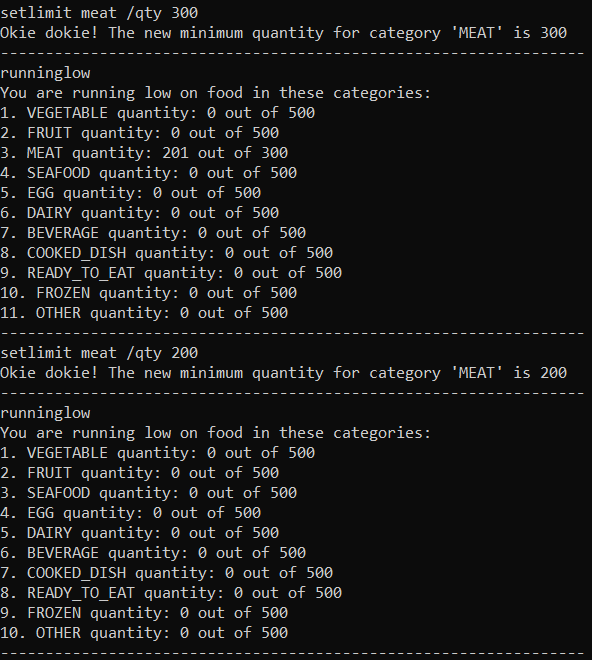 setlimit meat /qty 300
Okie dokie! The new minimum quantity for category 'MEAT' is 300
-----------------------------------------------------------------
runninglow
You are running low on food in these categories:
1. VEGETABLE quantity: 0 out of 500
2. FRUIT quantity: 0 out of 500
3. MEAT quantity: 201 out of 300
4. SEAFOOD quantity: 0 out of 500
5. EGG quantity: 0 out of 500
6. DAIRY quantity: 0 out of 500
7. BEVERAGE quantity: 0 out of 500
8. COOKED_DISH quantity: 0 out of 500
9. READY_TO_EAT quantity: 0 out of 500
10. FROZEN quantity: 0 out of 500
11. OTHER quantity: 0 out of 500
-----------------------------------------------------------------
setlimit meat /qty 200
Okie dokie! The new minimum quantity for category 'MEAT' is 200
-----------------------------------------------------------------
runninglow
You are running low on food in these categories:
1. VEGETABLE quantity: 0 out of 500
2. FRUIT quantity: 0 out of 500
3. SEAFOOD quantity: 0 out of 500
4. EGG quantity: 0 out of 500
5. DAIRY quantity: 0 out of 500
6. BEVERAGE quantity: 0 out of 500
7. COOKED_DISH quantity: 0 out of 500
8. READY_TO_EAT quantity: 0 out of 500
9. FROZEN quantity: 0 out of 500
10. OTHER quantity: 0 out of 500
-----------------------------------------------------------------